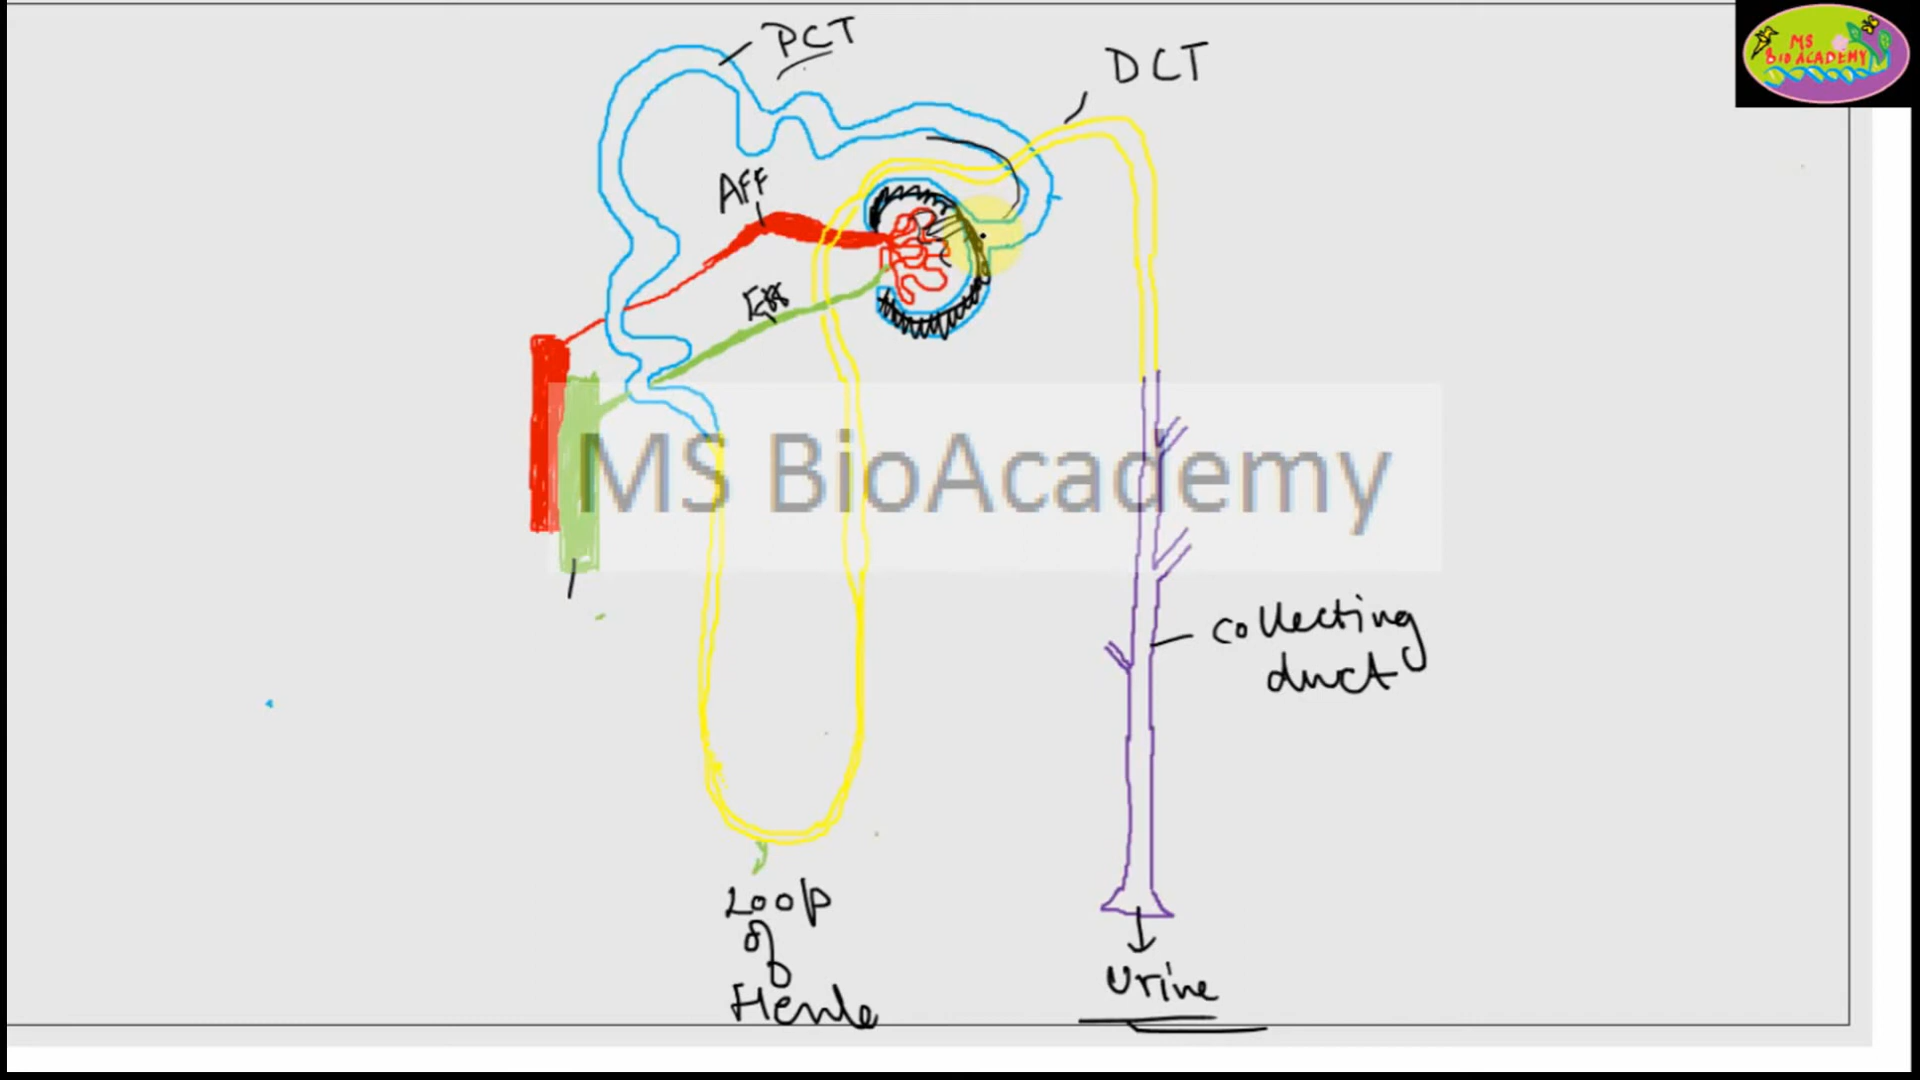 PCT
DCT
MS
BIO ACADEMY
Aff
Eff
MS BioAcademy
collecting
duct
Loop
of
Henle
Urine